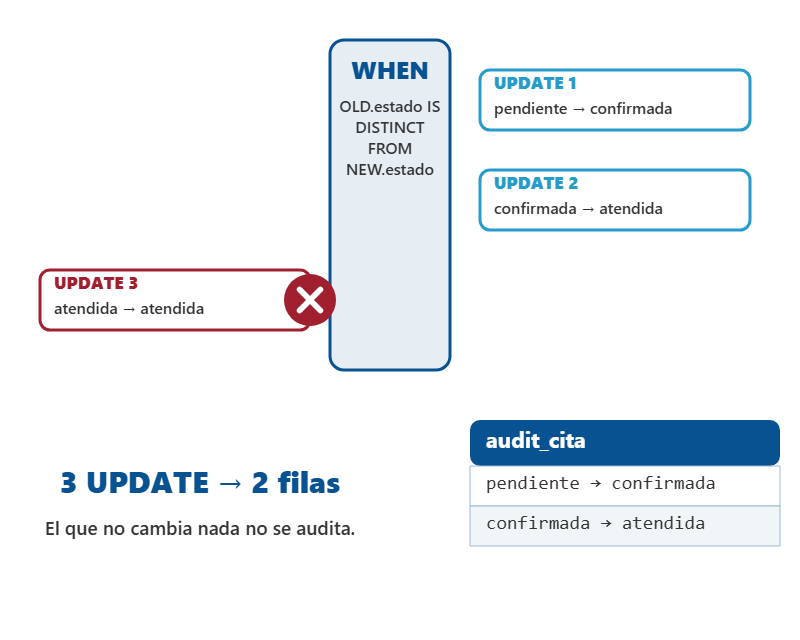 WHEN
OLD.estado IS
DISTINCT
FROM
NEW.estado
UPDATE 1
pendiente → confirmada
UPDATE 2
confirmada → atendida
UPDATE 3
atendida → atendida
3 UPDATE → 2 filas
El que no cambia nada no se audita.
audit_cita
pendiente → confirmada
confirmada → atendida